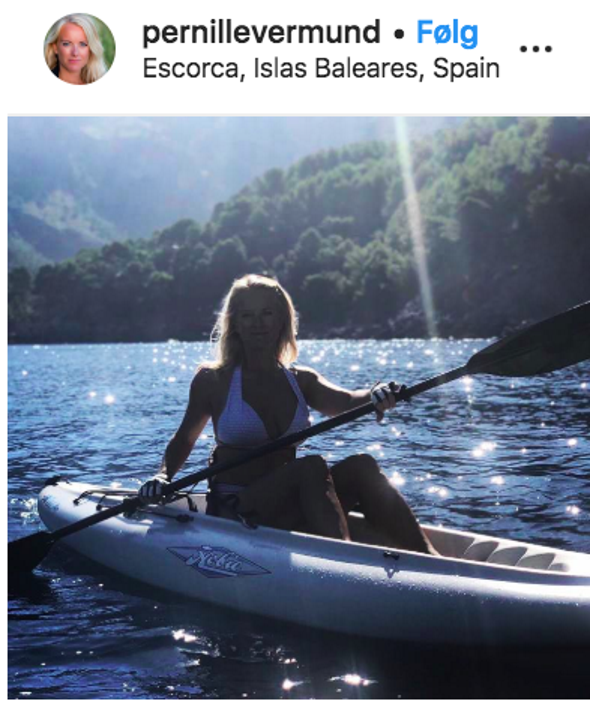 pernillevermund • Følg
Escorca, Islas Baleares, Spain